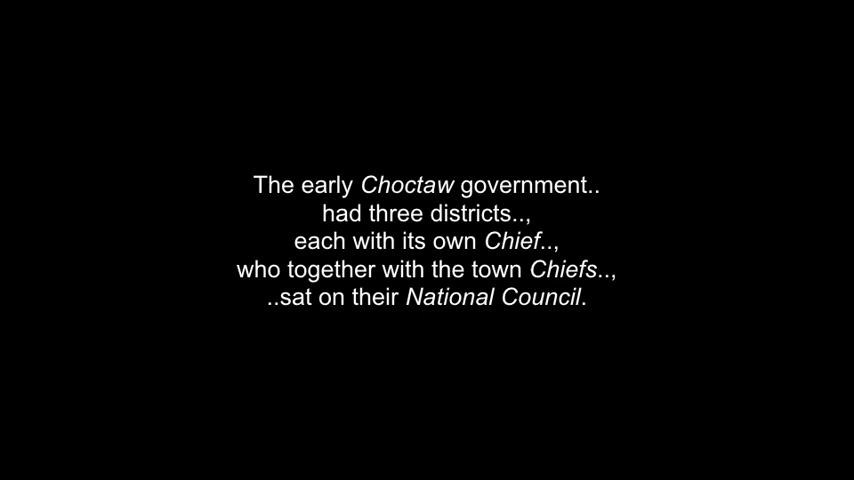 The early Choctaw government..
had three districts..,
each with its own Chief..,
who together with the town Chiefs..,
..sat on their National Council.